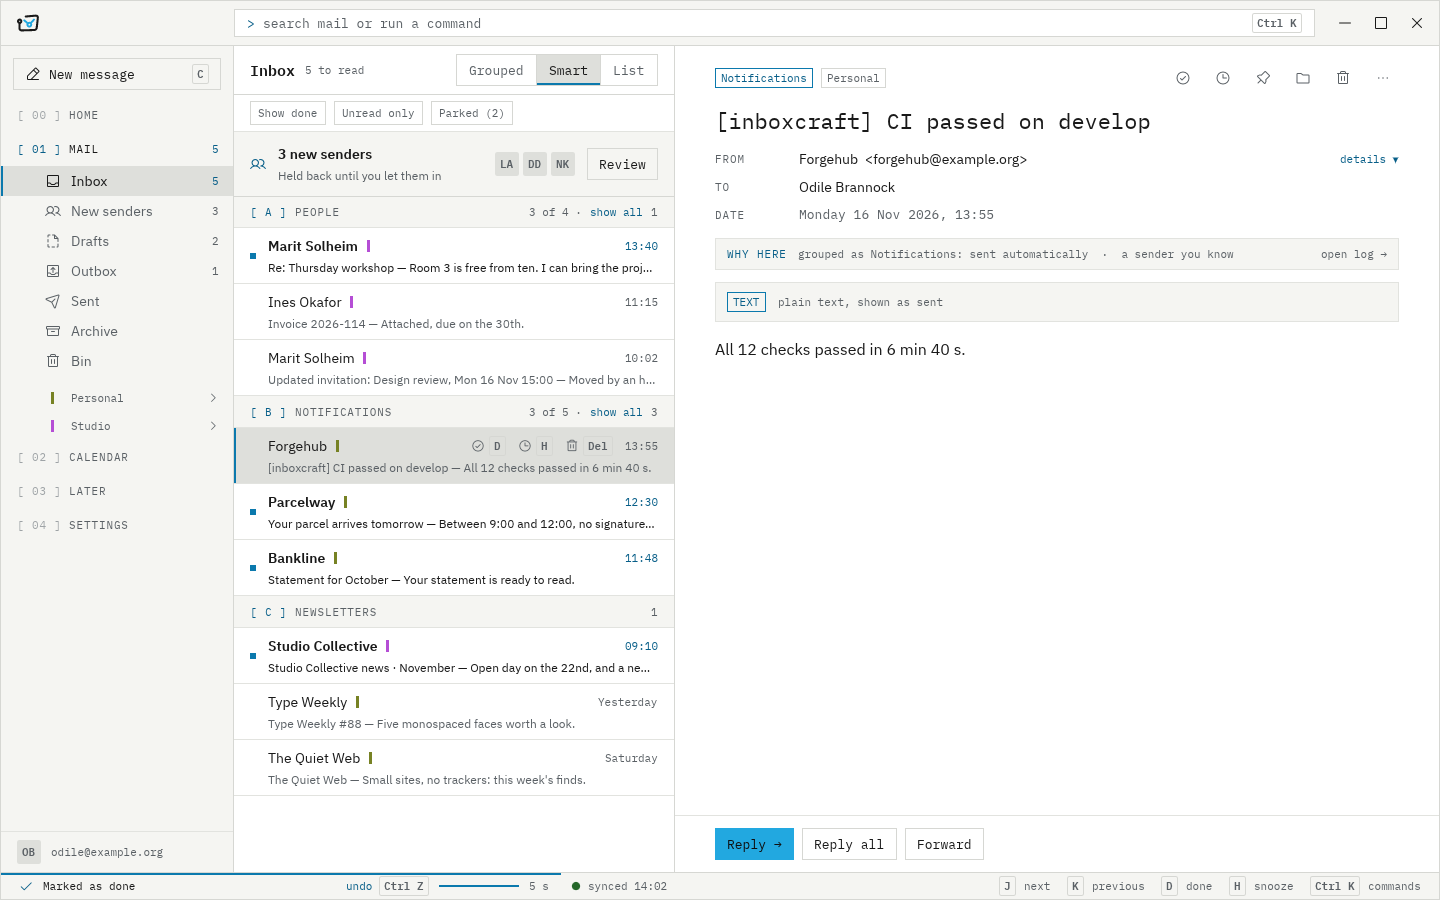 > search mail or run a command Ctrl K
New message C
[ 00 ] HOME
[ 01 ] MAIL 5
Inbox 5
New senders 3
Drafts 2
Outbox 1
Sent
Archive
Bin
Personal
Studio
[ 02 ] CALENDAR
[ 03 ] LATER
[ 04 ] SETTINGS
OB odile@example.org
Inbox 5 to read Grouped Smart List
Show done Unread only Parked (2)
3 new senders
Held back until you let them in
LA DD NK Review
[ A ] PEOPLE 3 of 4 · show all 1
Marit Solheim 13:40
Re: Thursday workshop — Room 3 is free from ten. I can bring the proj…
Ines Okafor 11:15
Invoice 2026-114 — Attached, due on the 30th.
Marit Solheim 10:02
Updated invitation: Design review, Mon 16 Nov 15:00 — Moved by an h…
[ B ] NOTIFICATIONS 3 of 5 · show all 3
Forgehub D H Del 13:55
[inboxcraft] CI passed on develop — All 12 checks passed in 6 min 40 s.
Parcelway 12:30
Your parcel arrives tomorrow — Between 9:00 and 12:00, no signature…
Bankline 11:48
Statement for October — Your statement is ready to read.
[ C ] NEWSLETTERS 1
Studio Collective 09:10
Studio Collective news · November — Open day on the 22nd, and a ne…
Type Weekly Yesterday
Type Weekly #88 — Five monospaced faces worth a look.
The Quiet Web Saturday
The Quiet Web — Small sites, no trackers: this week's finds.
Notifications Personal ...
[inboxcraft] CI passed on develop
FROM Forgehub <forgehub@example.org> details ▾
TO Odile Brannock
DATE Monday 16 Nov 2026, 13:55
WHY HERE grouped as Notifications: sent automatically · a sender you know open log →
TEXT plain text, shown as sent
All 12 checks passed in 6 min 40 s.
Reply → Reply all Forward
Marked as done undo Ctrl Z 5 s synced 14:02 J next K previous D done H snooze Ctrl K commands